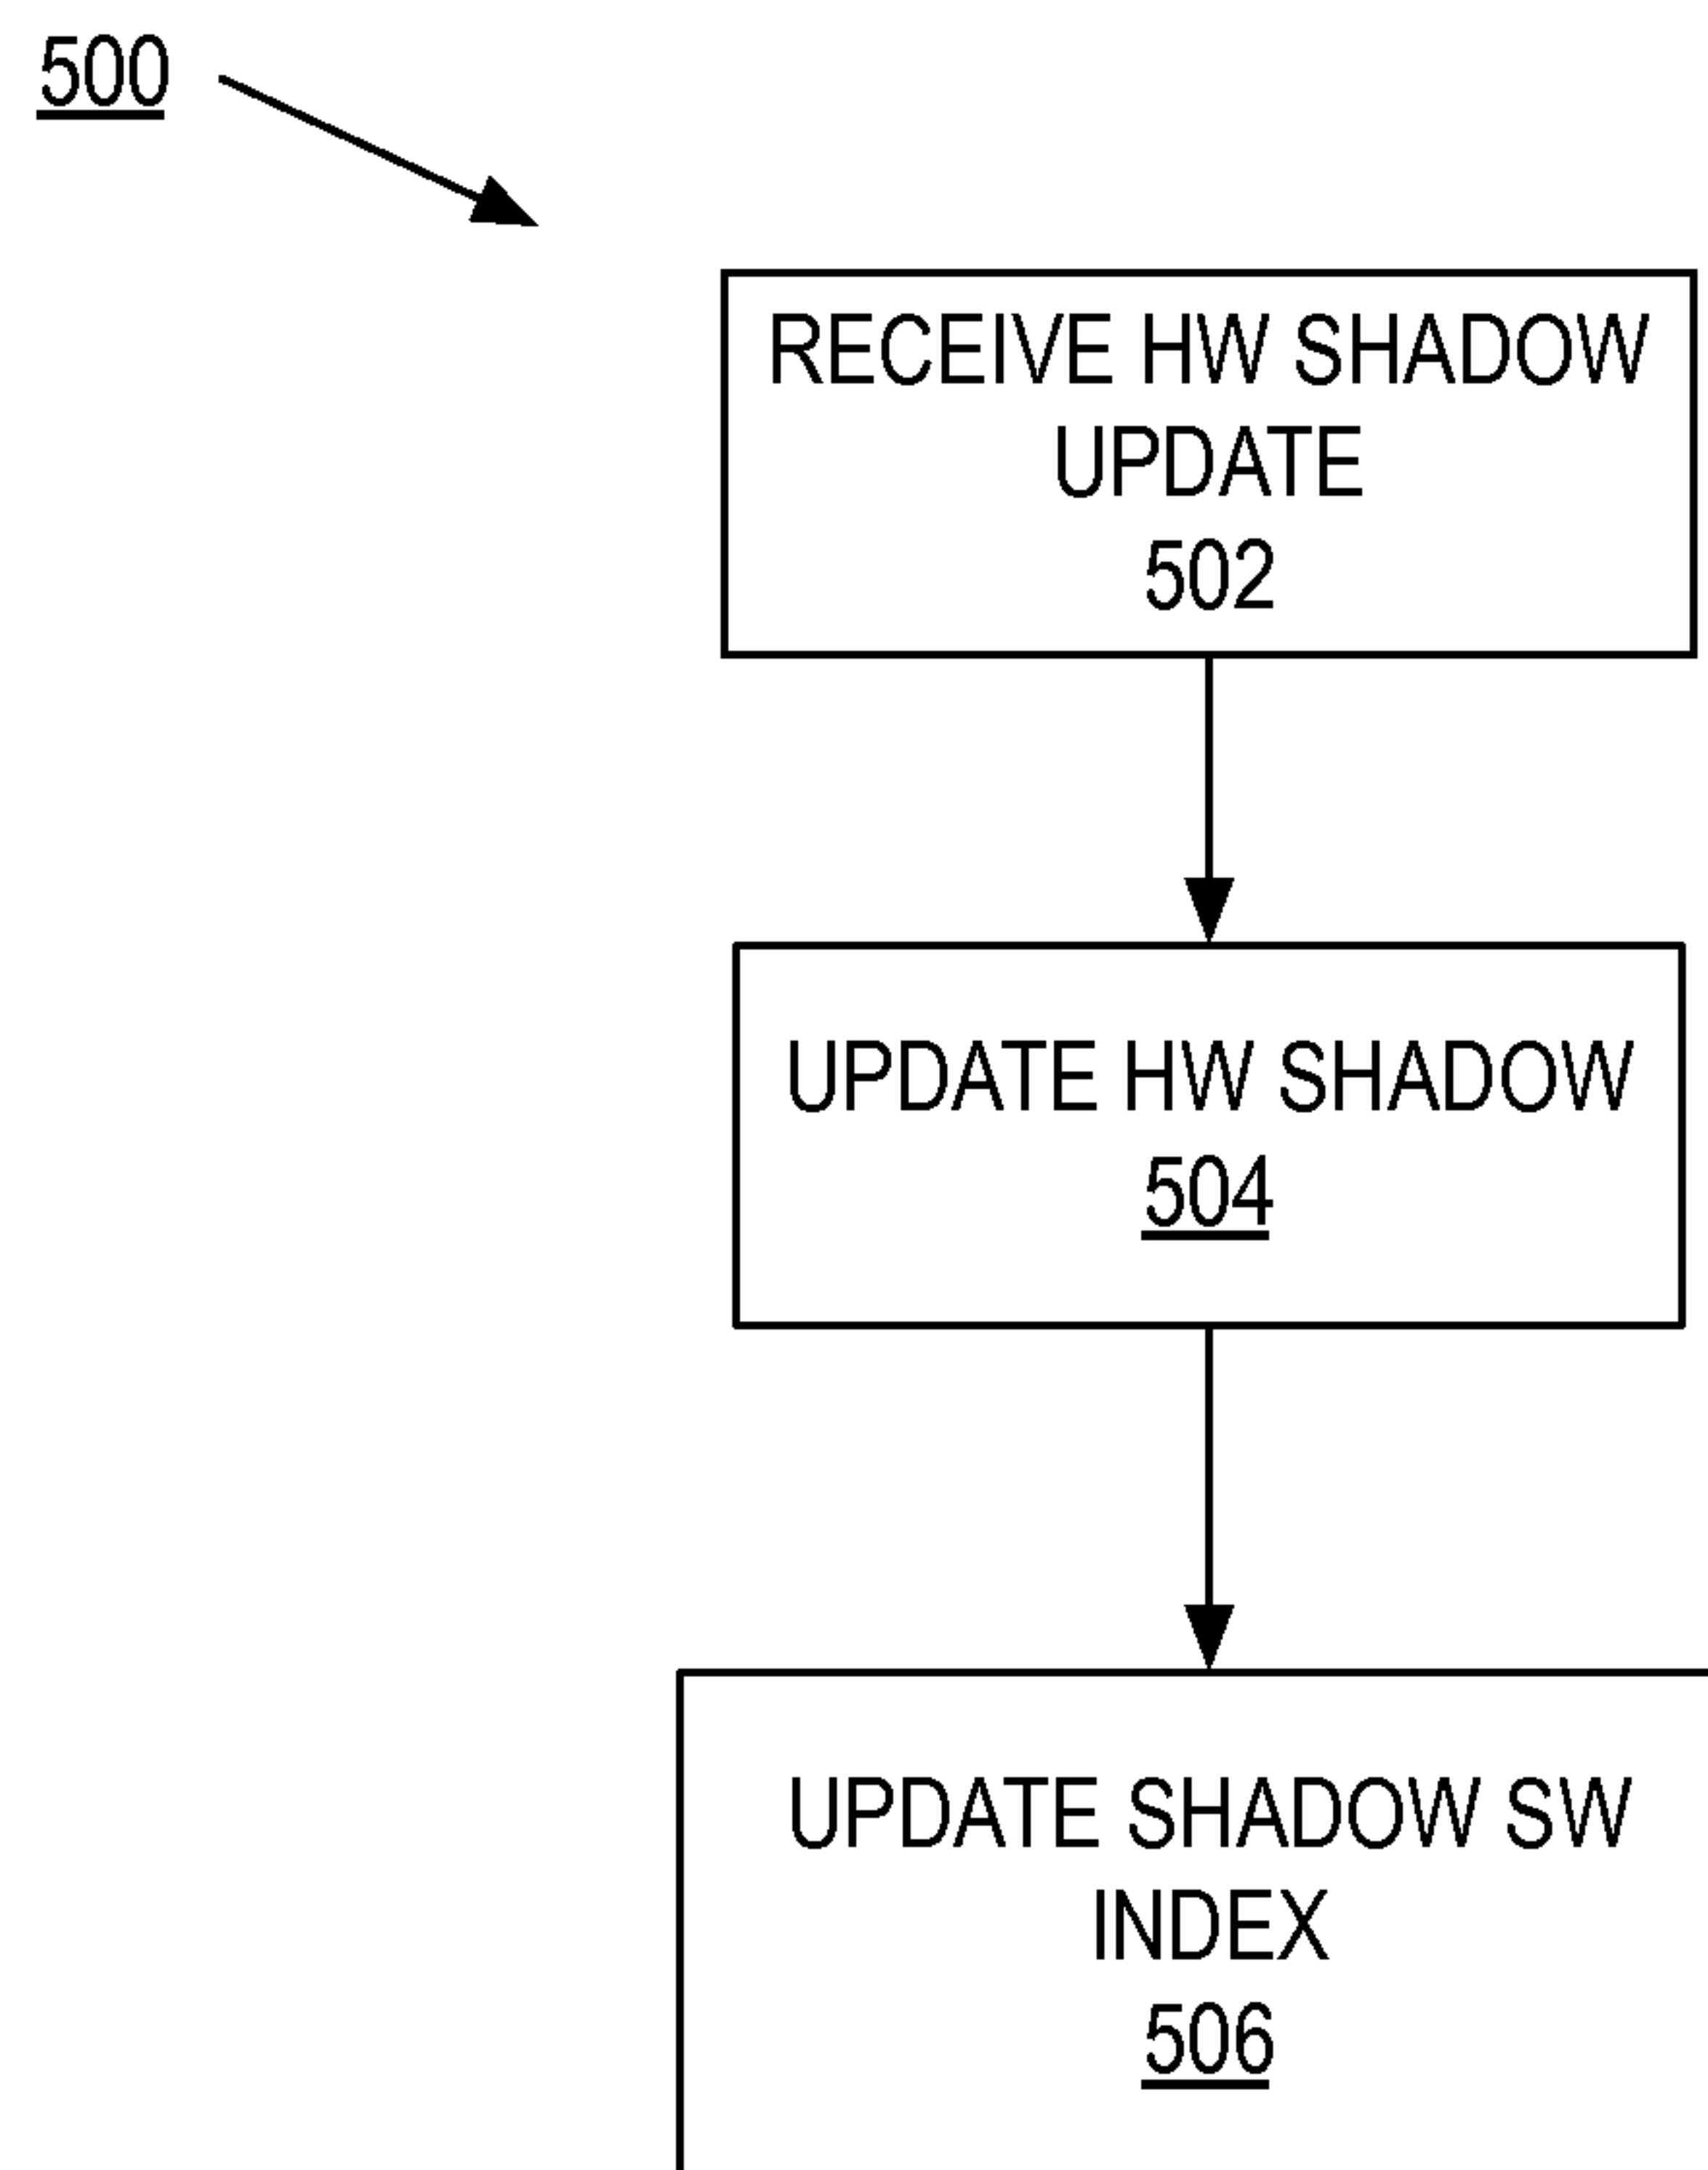 500
RECEIVE HW SHADOW
UPDATE
502
UPDATE HW SHADOW
504
UPDATE SHADOW SW
INDEX
506